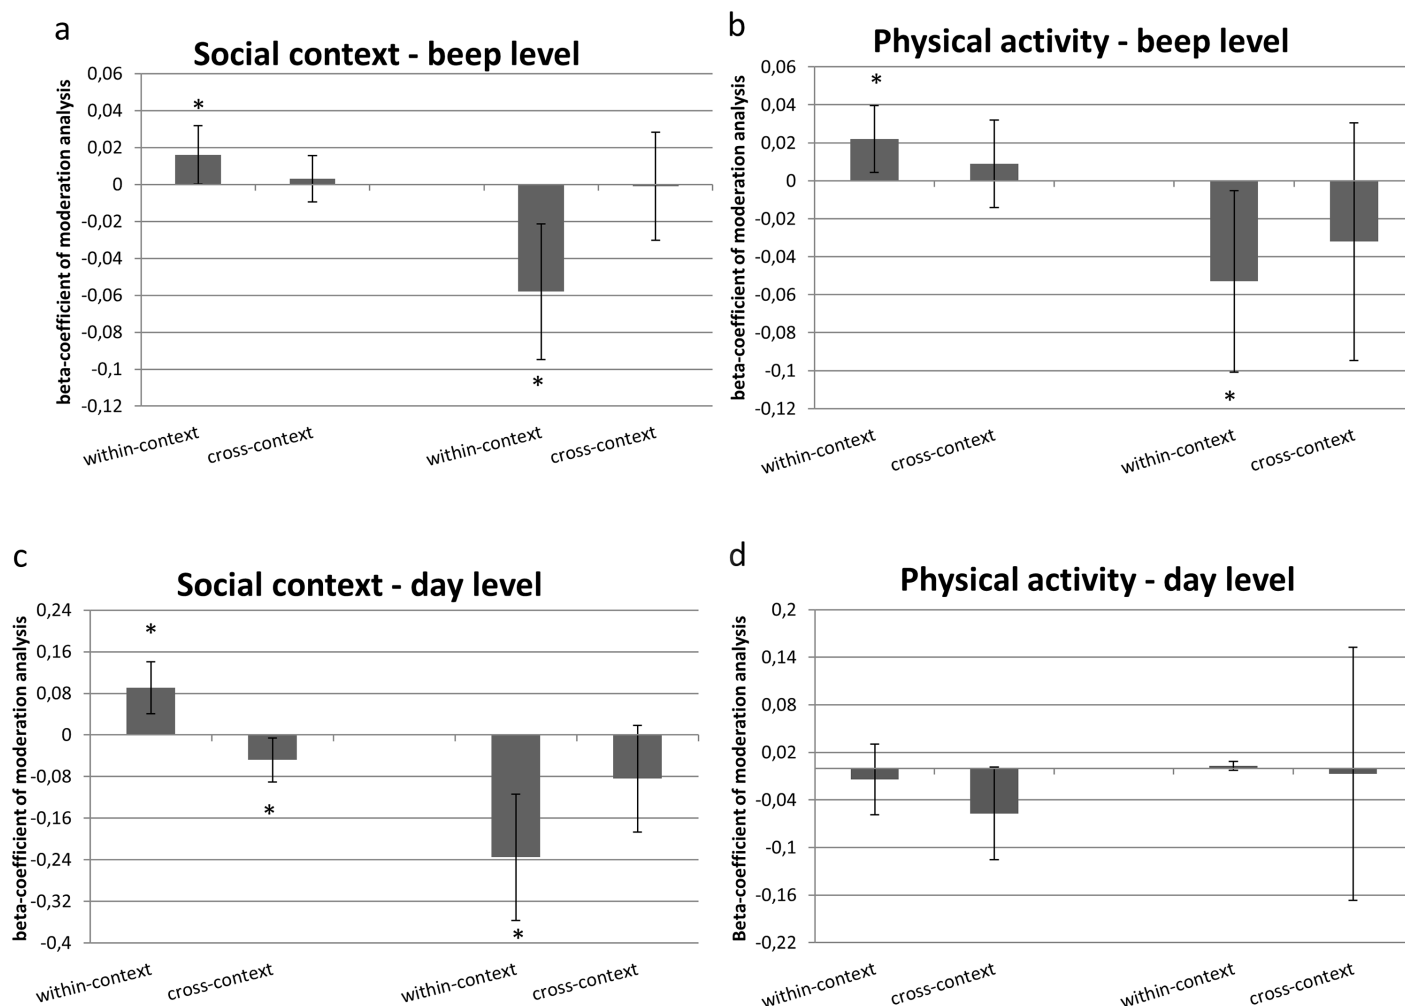 a
Social context - beep level
beta-coefficient of moderation analysis
0,06
0,04
0,02
0
-0,02
-0,04
-0,06
-0,08
-0,1
-0,12
*
*
within-context
cross-context
within-context
cross-context
b
Physical activity - beep level
beta-coefficient of moderation analysis
0,06
0,04
0,02
0
-0,02
-0,04
-0,06
-0,08
-0,1
-0,12
*
*
within-context
cross-context
within-context
cross-context
c
Social context - day level
beta-coefficient of moderation analysis
0,24
0,16
0,08
0
-0,08
-0,16
-0,24
-0,32
-0,4
*
*
*
within-context
cross-context
within-context
cross-context
d
Physical activity - day level
Beta-coefficient of moderation analysis
0,2
0,14
0,08
0,02
-0,04
-0,1
-0,16
-0,22
within-context
cross-context
within-context
cross-context